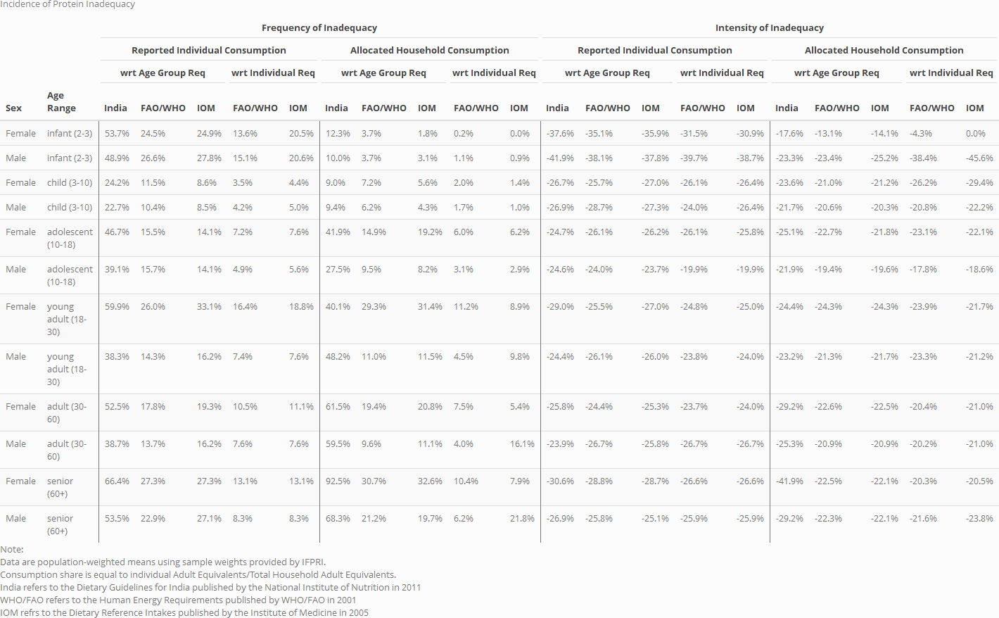 Incidence of Protein Inadequacy
Frequency of Inadequacy Intensity of Inadequacy
Reported Individual Consumption Allocated Household Consumption Reported Individual Consumption Allocated Household Consumption
wrt Age Group Req wrt Individual Req wrt Age Group Req wrt Individual Req wrt Age Group Req wrt Individual Req wrt Age Group Req wrt Individual Req
Sex Age Range India FAO/WHO IOM FAO/WHO IOM India FAO/WHO IOM FAO/WHO IOM India FAO/WHO IOM FAO/WHO IOM India FAO/WHO IOM FAO/WHO IOM
Female infant (2-3) 53.7% 24.5% 24.9% 13.6% 20.5% 12.3% 3.7% 1.8% 0.2% 0.0% -37.6% -35.1% -35.9% -31.5% -30.9% -17.6% -13.1% -14.1% -4.3% 0.0%
Male infant (2-3) 48.9% 26.6% 27.8% 15.1% 20.6% 10.0% 3.7% 3.1% 1.1% 0.9% -41.9% -38.1% -37.8% -39.7% -38.7% -23.3% -23.4% -25.2% -38.4% -45.6%
Female child (3-10) 24.2% 11.5% 8.6% 3.5% 4.4% 9.0% 7.2% 5.6% 2.0% 1.4% -26.7% -25.7% -27.0% -26.1% -26.4% -23.6% -21.0% -21.2% -26.2% -29.4%
Male child (3-10) 22.7% 10.4% 8.5% 4.2% 5.0% 9.4% 6.2% 4.3% 1.7% 1.0% -26.9% -28.7% -27.3% -24.0% -26.4% -21.7% -20.6% -20.3% -20.8% -22.2%
Female adolescent (10-18) 46.7% 15.5% 14.1% 7.2% 7.6% 41.9% 14.9% 19.2% 6.0% 6.2% -24.7% -26.1% -26.2% -26.1% -25.8% -25.1% -22.7% -21.8% -23.1% -22.1%
Male adolescent (10-18) 39.1% 15.7% 14.1% 4.9% 5.6% 27.5% 9.5% 8.2% 3.1% 2.9% -24.6% -24.0% -23.7% -19.9% -19.9% -21.9% -19.4% -19.6% -17.8% -18.6%
Female young adult (18-30) 59.9% 26.0% 33.1% 16.4% 18.8% 40.1% 29.3% 31.4% 11.2% 8.9% -29.0% -25.5% -27.0% -24.8% -25.0% -24.4% -24.3% -24.3% -23.9% -21.7%
Male young adult (18-30) 38.3% 14.3% 16.2% 7.4% 7.6% 48.2% 11.0% 11.5% 4.5% 9.8% -24.4% -26.1% -26.0% -23.8% -24.0% -23.2% -21.3% -21.7% -23.3% -21.2%
Female adult (30-60) 52.5% 17.8% 19.3% 10.5% 11.1% 61.5% 19.4% 20.8% 7.5% 5.4% -25.8% -24.4% -25.3% -23.7% -24.0% -29.2% -22.6% -22.5% -20.4% -21.0%
Male adult (30-60) 38.7% 13.7% 16.2% 7.6% 7.6% 59.5% 9.6% 11.1% 4.0% 16.1% -23.9% -26.7% -25.8% -26.7% -26.7% -25.3% -20.9% -20.9% -20.2% -21.0%
Female senior (60+) 66.4% 27.3% 27.3% 13.1% 13.1% 92.5% 30.7% 32.6% 10.4% 7.9% -30.6% -28.8% -28.7% -26.6% -26.6% -41.9% -22.5% -22.1% -20.3% -20.5%
Male senior (60+) 53.5% 22.9% 27.1% 8.3% 8.3% 68.3% 21.2% 19.7% 6.2% 21.8% -26.9% -25.8% -25.1% -25.9% -25.9% -29.2% -22.3% -22.1% -21.6% -23.8%
Note:
Data are population-weighted means using sample weights provided by IFPRI.
Consumption share is equal to individual Adult Equivalents/Total Household Adult Equivalents.
India refers to the Dietary Guidelines for India published by the National Institute of Nutrition in 2011
WHO/FAO refers to the Human Energy Requirements published by WHO/FAO in 2001
IOM refrs to the Dietary Reference Intakes published by the Institute of Medicine in 2005